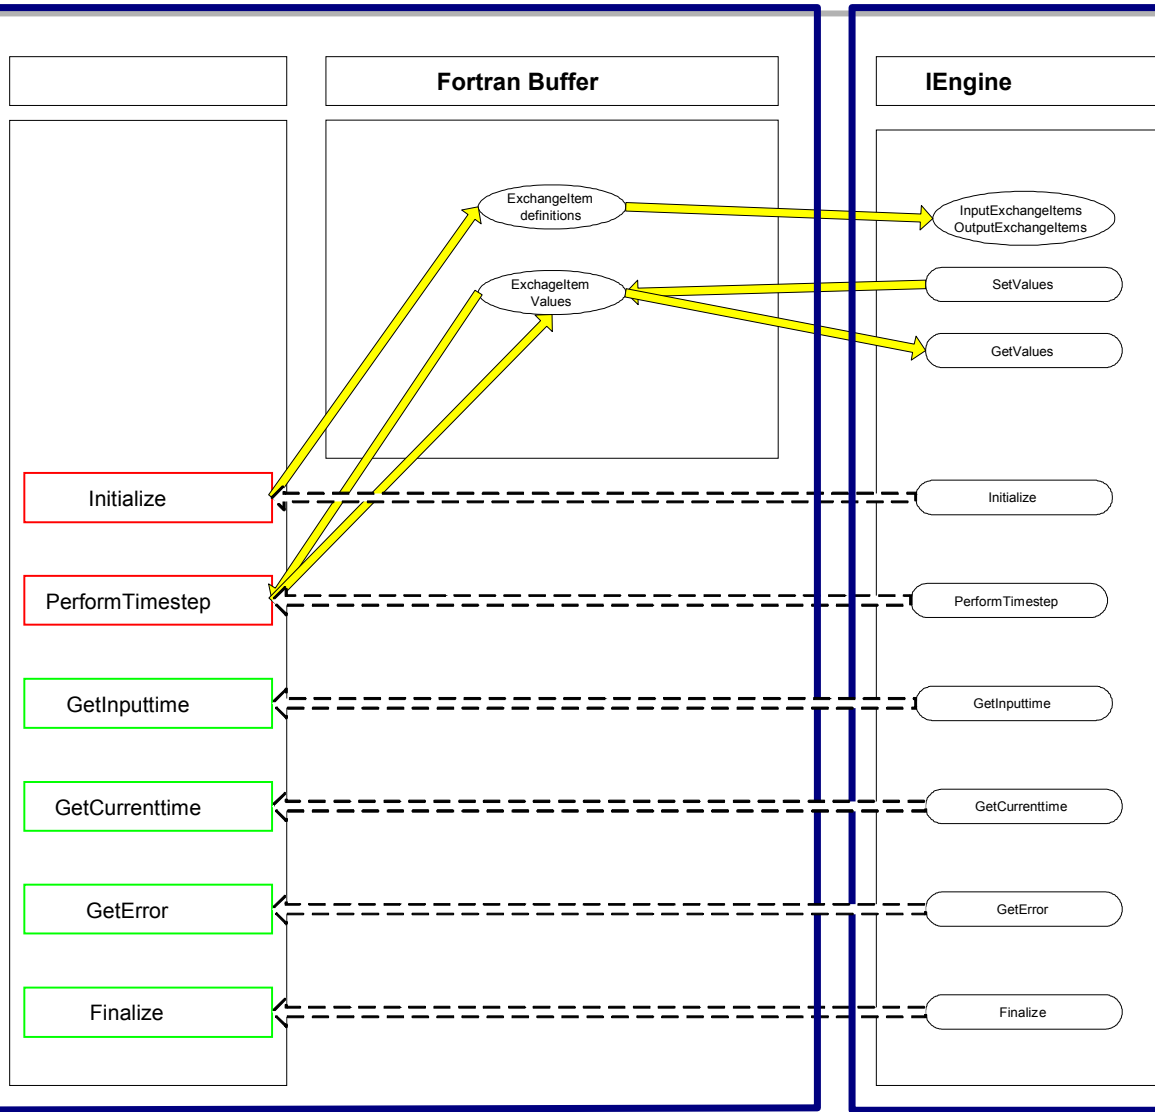 Fortran Buffer
IEngine
ExchangeItem
definitions
InputExchangeItems
OutputExchangeItems
ExchageItem
Values
SetValues
GetValues
Initialize
Initialize
PerformTimestep
PerformTimestep
GetInputtime
GetInputtime
GetCurrenttime
GetCurrenttime
GetError
GetError
Finalize
Finalize